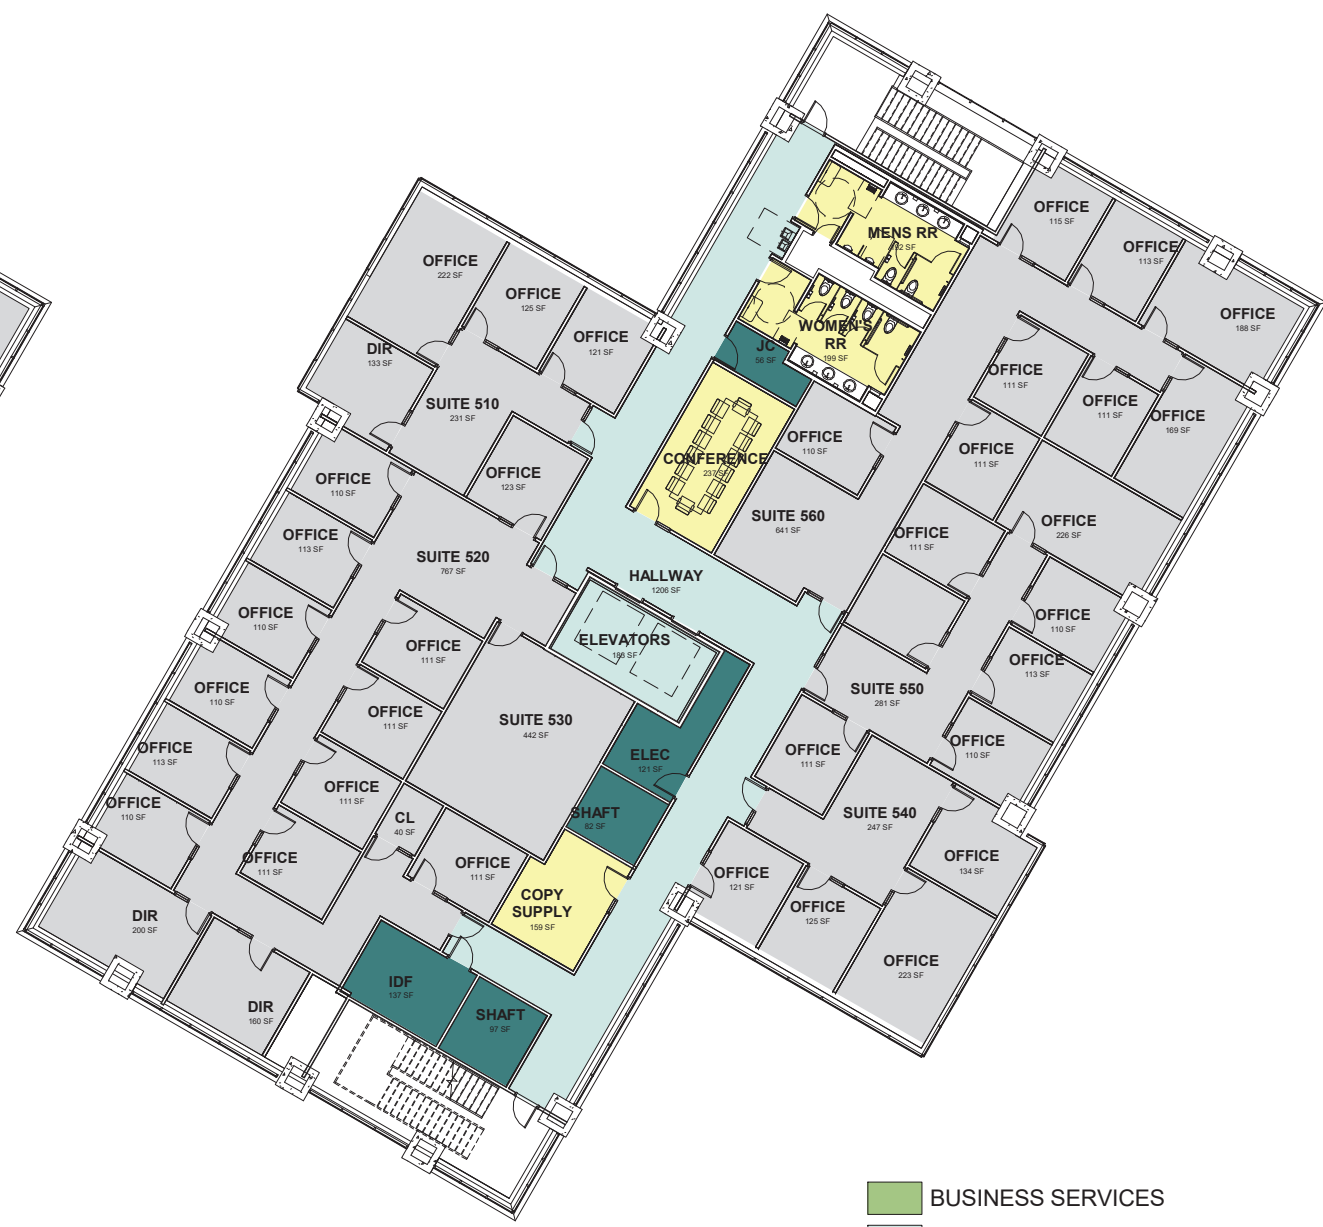 OFFICE
115 SF
OFFICE
113 SF
OFFICE
188 SF
MENS RR
OFFICE
222 SF
OFFICE
125 SF
OFFICE
121 SF
DIR
133 SF
WOMEN'S
RR
199 SF
JC
56 SF
OFFICE
111 SF
OFFICE
111 SF
OFFICE
169 SF
SUITE 510
231 SF
OFFICE
110 SF
OFFICE
111 SF
CONFERENCE
237 SF
OFFICE
123 SF
OFFICE
110 SF
SUITE 560
641 SF
OFFICE
226 SF
OFFICE
111 SF
OFFICE
113 SF
SUITE 520
767 SF
HALLWAY
1206 SF
OFFICE
110 SF
OFFICE
110 SF
ELEVATORS
188 SF
OFFICE
111 SF
OFFICE
113 SF
OFFICE
110 SF
SUITE 550
281 SF
OFFICE
111 SF
SUITE 530
442 SF
OFFICE
113 SF
ELEC
121 SF
OFFICE
111 SF
OFFICE
110 SF
OFFICE
111 SF
OFFICE
110 SF
CL
40 SF
SHAFT
82 SF
SUITE 540
247 SF
OFFICE
111 SF
OFFICE
111 SF
OFFICE
134 SF
OFFICE
121 SF
COPY
SUPPLY
159 SF
OFFICE
125 SF
DIR
200 SF
OFFICE
223 SF
IDF
137 SF
DIR
160 SF
SHAFT
97 SF
BUSINESS SERVICES